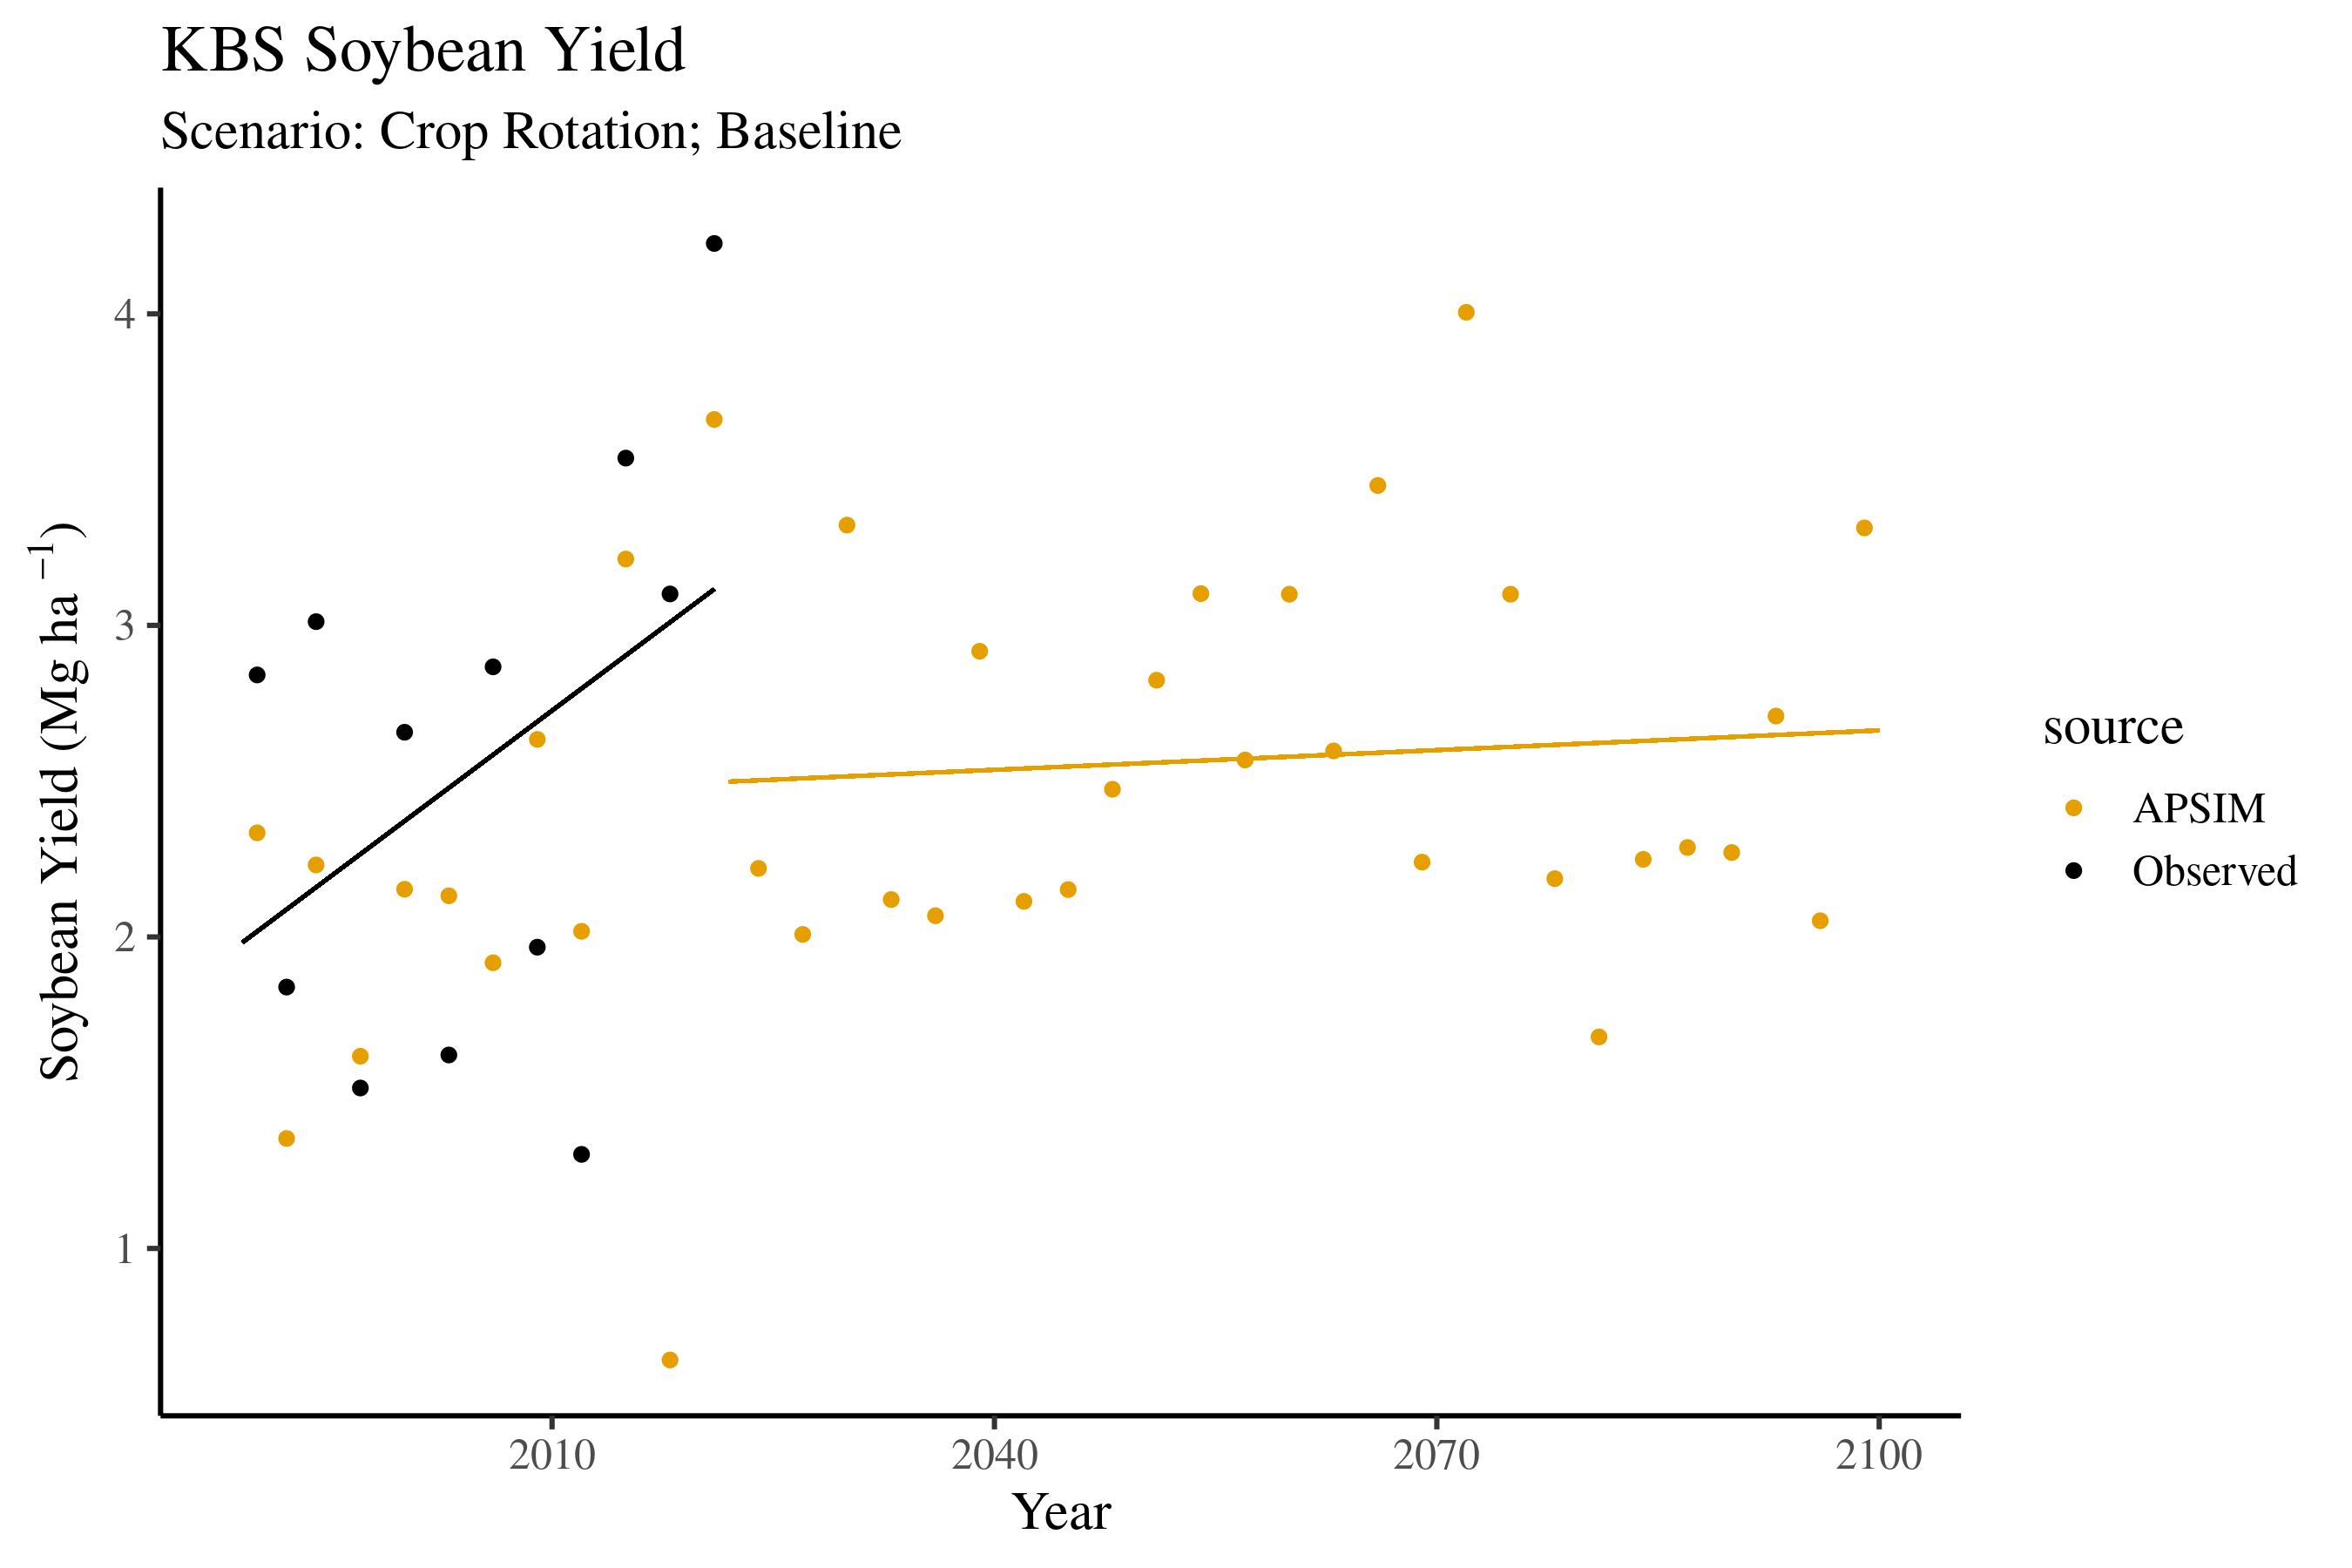 KBS Soybean Yield
Scenario: Crop Rotation; Baseline
Soybean Yield (Mg ha −1)
4
3
2
1
2010
2040
2070
2100
Year
source
APSIM
Observed